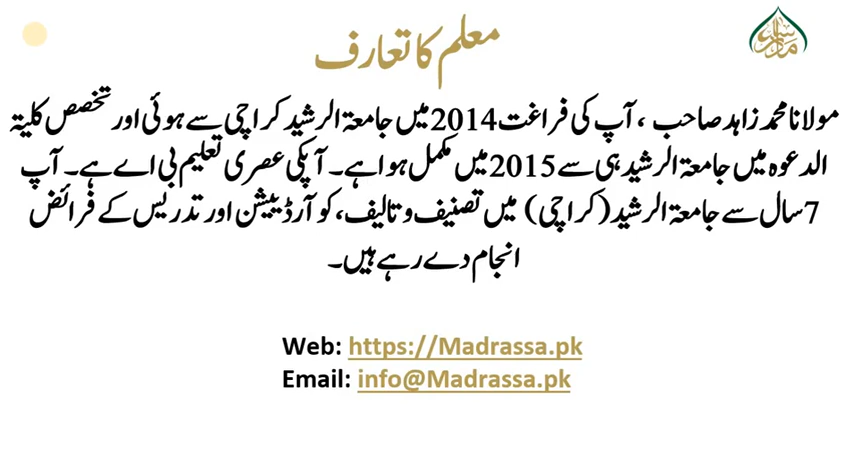 معلم کا تعارف
مولانا محمد زاہد صاحب ، آپ کی فراغت 2014 میں جامعۃ الرشید کراچی سے ہوئی اور تخصص کلیۃ
الدعوہ میں جامعۃ الرشید ہی سے 2015 میں مکمل ہوا ہے۔ آپکی عصری تعلیم بی اے ہے۔ آپ
7 سال سے جامعۃ الرشید (کراچی) میں تصنیف و تالیف، کوآرڈینیشن اور تدریس کے فرائض
انجام دے رہے ہیں۔
Web: https://Madrassa.pk
Email: info@Madrassa.pk